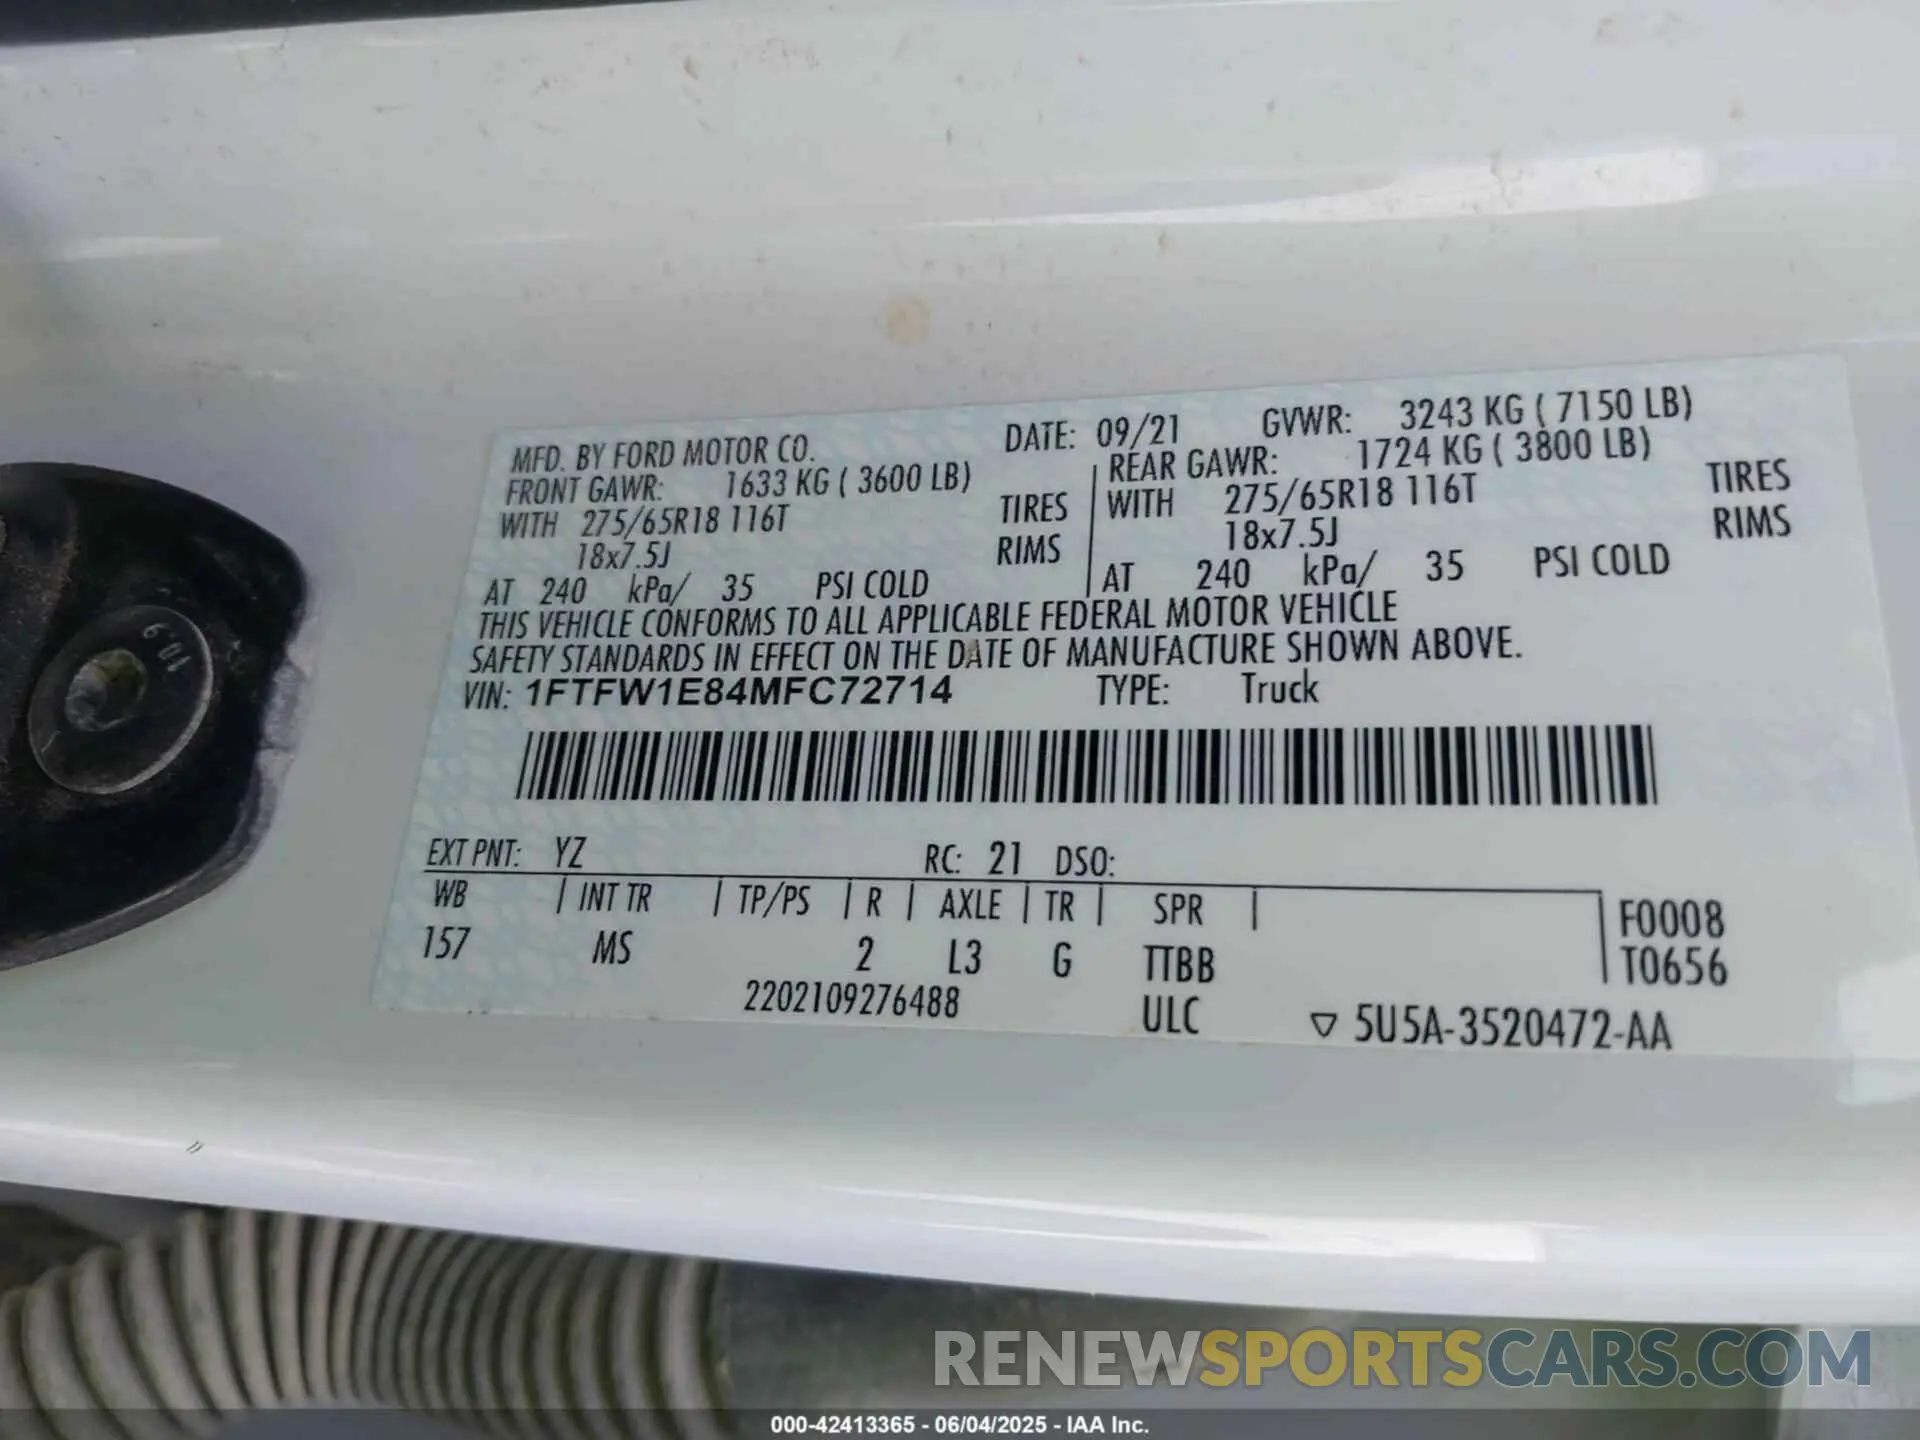 MFD. BY FORD MOTOR CO. DATE: 09/21 GVWR: 3243 KG ( 7150 LB)
FRONT GAWR: 1633 KG ( 3600 LB) REAR GAWR: 1724 KG ( 3800 LB)
WITH 275/65R18 116T TIRES WITH 275/65R18 116T TIRES
18x7.5J RIMS 18x7.5J RIMS
AT 240 kPa/ 35 PSI COLD AT 240 kPa/ 35 PSI COLD
THIS VEHICLE CONFORMS TO ALL APPLICABLE FEDERAL MOTOR VEHICLE
SAFETY STANDARDS IN EFFECT ON THE DATE OF MANUFACTURE SHOWN ABOVE.
VIN: 1FTFW1E84MFC72714 TYPE: Truck
EXT PNT: YZ RC: 21 DSO:
WB INT TR TP/PS R AXLE TR SPR F0008
157 MS 2 L3 G TTBB T0656
2202109276488 ULC ▽ 5U5A-3520472-AA
10.9
RENEWSPORTSCARS.COM
000-42413365 - 06/04/2025 - IAA Inc.